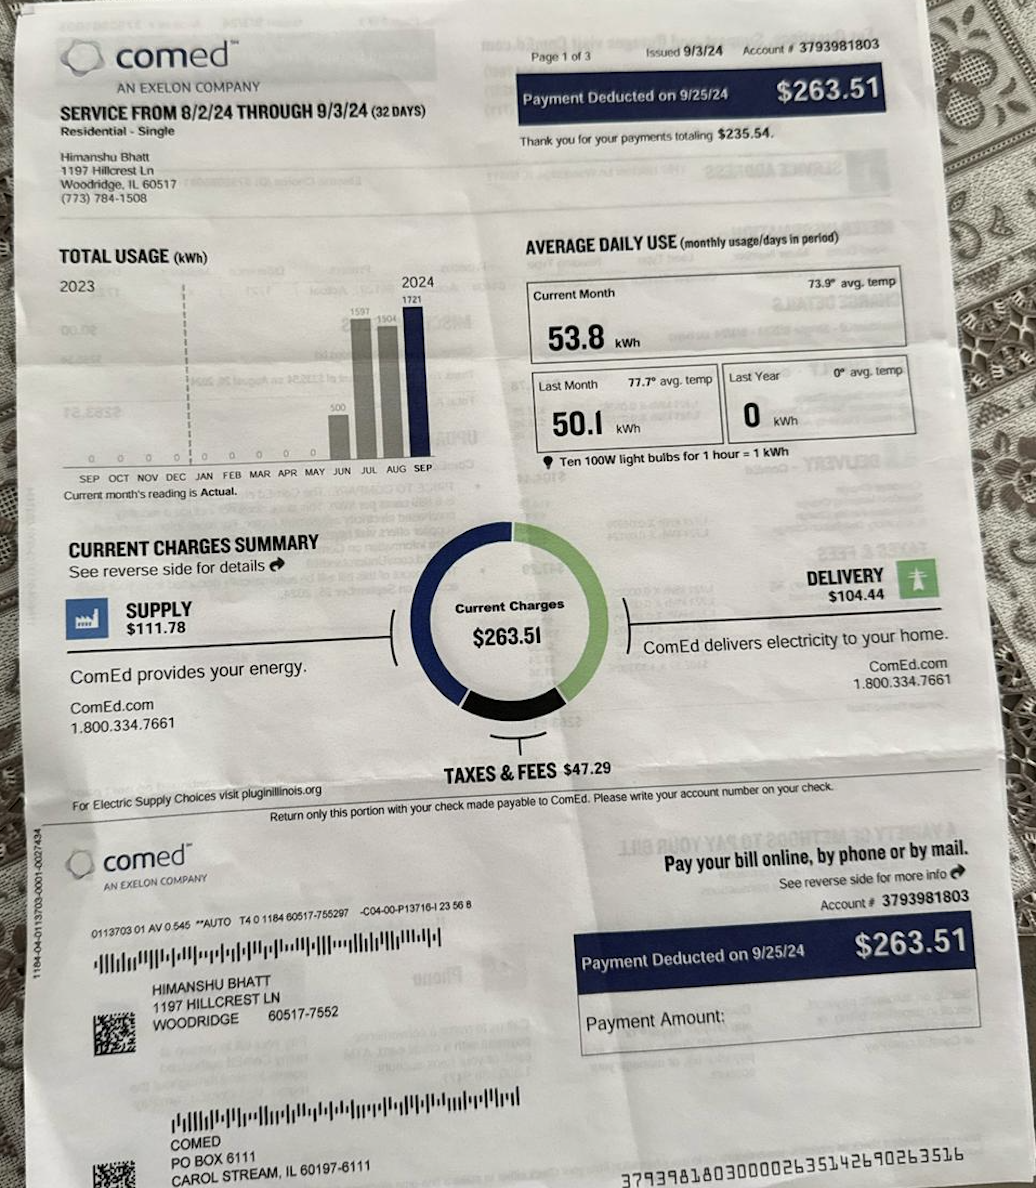 comed™
AN EXELON COMPANY
Page 1 of 3 Issued 9/3/24 Account # 3793981803
Payment Deducted on 9/25/24 $263.51
Thank you for your payments totaling $235.54.
SERVICE FROM 8/2/24 THROUGH 9/3/24 (32 DAYS)
Residential - Single
Himanshu Bhatt
1197 Hillcrest Ln
Woodridge, IL 60517
(773) 784-1508
TOTAL USAGE (kWh)
2023 2024
0 0 0 0 0 0 0 0 0 500 1597 1504 1721
SEP OCT NOV DEC JAN FEB MAR APR MAY JUN JUL AUG SEP
Current month's reading is Actual.
AVERAGE DAILY USE (monthly usage/days in period)
Current Month 73.9° avg. temp
53.8 kWh
Last Month 77.7° avg. temp
50.1 kWh
Last Year 0° avg. temp
0 kWh
Ten 100W light bulbs for 1 hour = 1 kWh
CURRENT CHARGES SUMMARY
See reverse side for details
SUPPLY
$111.78
ComEd provides your energy.
ComEd.com
1.800.334.7661
Current Charges
$263.51
DELIVERY
$104.44
ComEd delivers electricity to your home.
ComEd.com
1.800.334.7661
TAXES & FEES $47.29
For Electric Supply Choices visit pluginillinois.org
Return only this portion with your check made payable to ComEd. Please write your account number on your check.
1184-04-0113703-0001-0027434
comed™
AN EXELON COMPANY
Pay your bill online, by phone or by mail.
See reverse side for more info
Account # 3793981803
Payment Deducted on 9/25/24 $263.51
Payment Amount:
0113703 01 AV 0.545 **AUTO T4 0 1184 60517-755297 -C04-00-P13716-I 23 56 8
HIMANSHU BHATT
1197 HILLCREST LN
WOODRIDGE 60517-7552
COMED
PO BOX 6111
CAROL STREAM, IL 60197-6111
379398180300002635142690263516